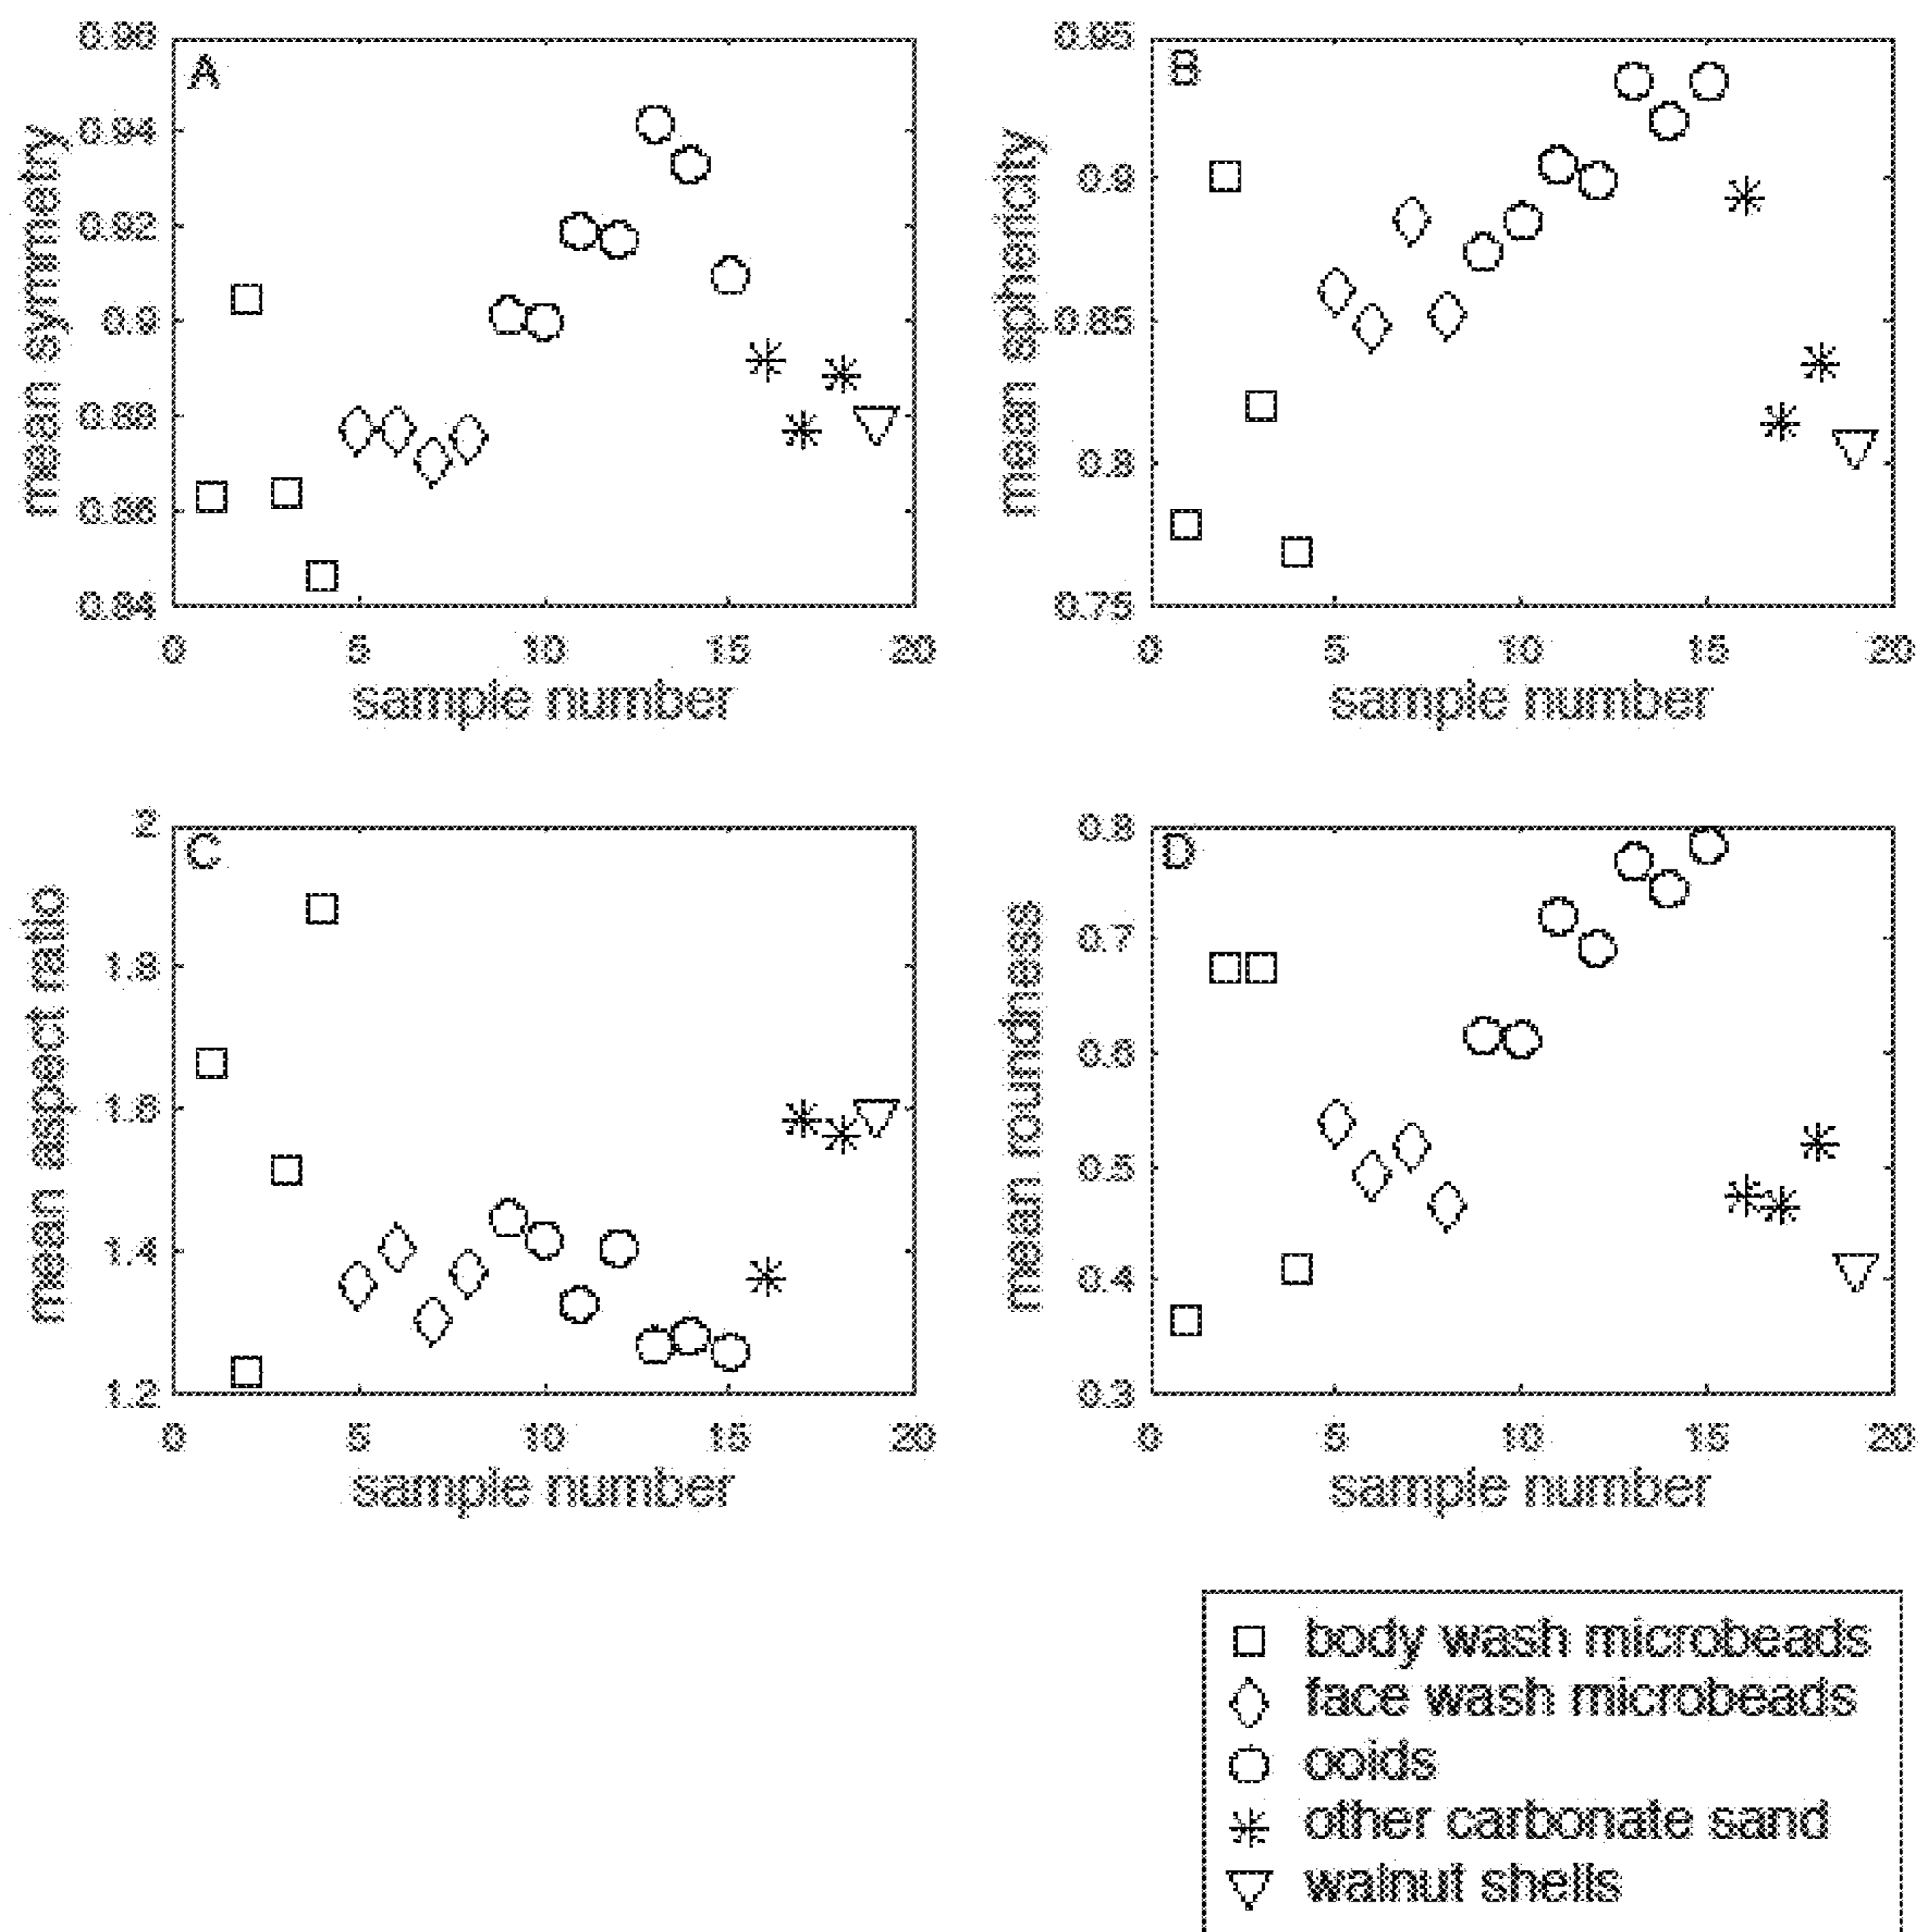 A
0.96
0.94
0.92
0.9
0.88
0.86
0.84
mean symmetry
0 5 10 15 20
sample number
B
0.95
0.9
0.85
0.8
0.75
mean sphericity
0 5 10 15 20
sample number
C
2
1.8
1.6
1.4
1.2
mean aspect ratio
0 5 10 15 20
sample number
D
0.8
0.7
0.6
0.5
0.4
0.3
mean roundness
0 5 10 15 20
sample number
body wash microbeads
face wash microbeads
ooids
other carbonate sand
walnut shells